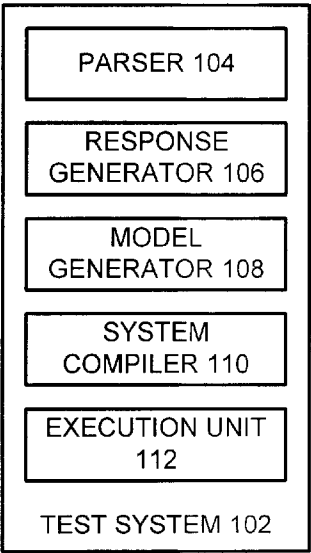 PARSER 104
RESPONSE
GENERATOR 106
MODEL
GENERATOR 108
SYSTEM
COMPILER 110
EXECUTION UNIT
112
TEST SYSTEM 102